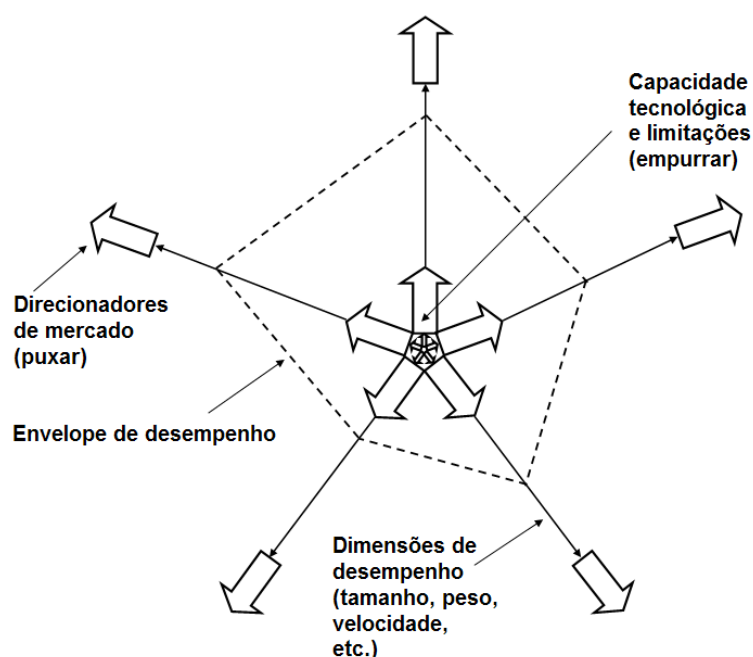 Capacidade
tecnológica
e limitações
(empurrar)
Direcionadores
de mercado
(puxar)
Envelope de desempenho
Dimensões de
desempenho
(tamanho, peso,
velocidade,
etc.)